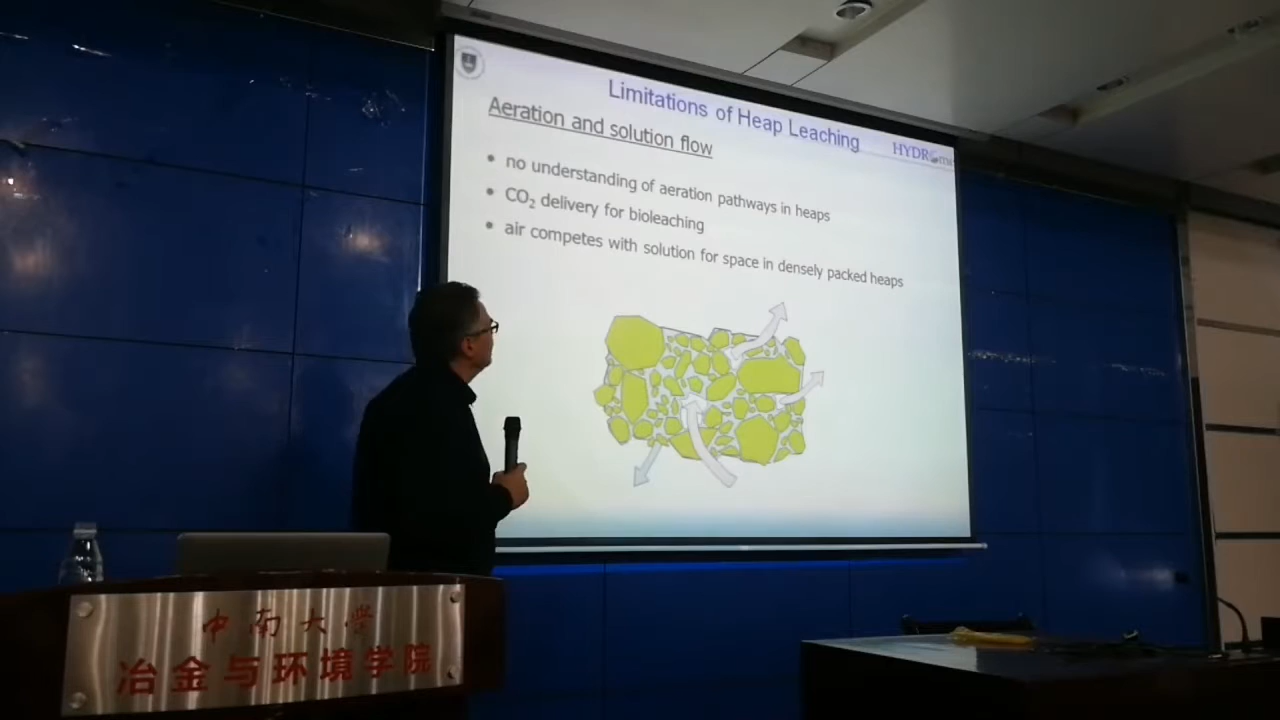 Limitations of Heap Leaching
HYDROme
Aeration and solution flow
• no understanding of aeration pathways in heaps
• CO₂ delivery for bioleaching
• air competes with solution for space in densely packed heaps
中南大学
冶金与环境学院